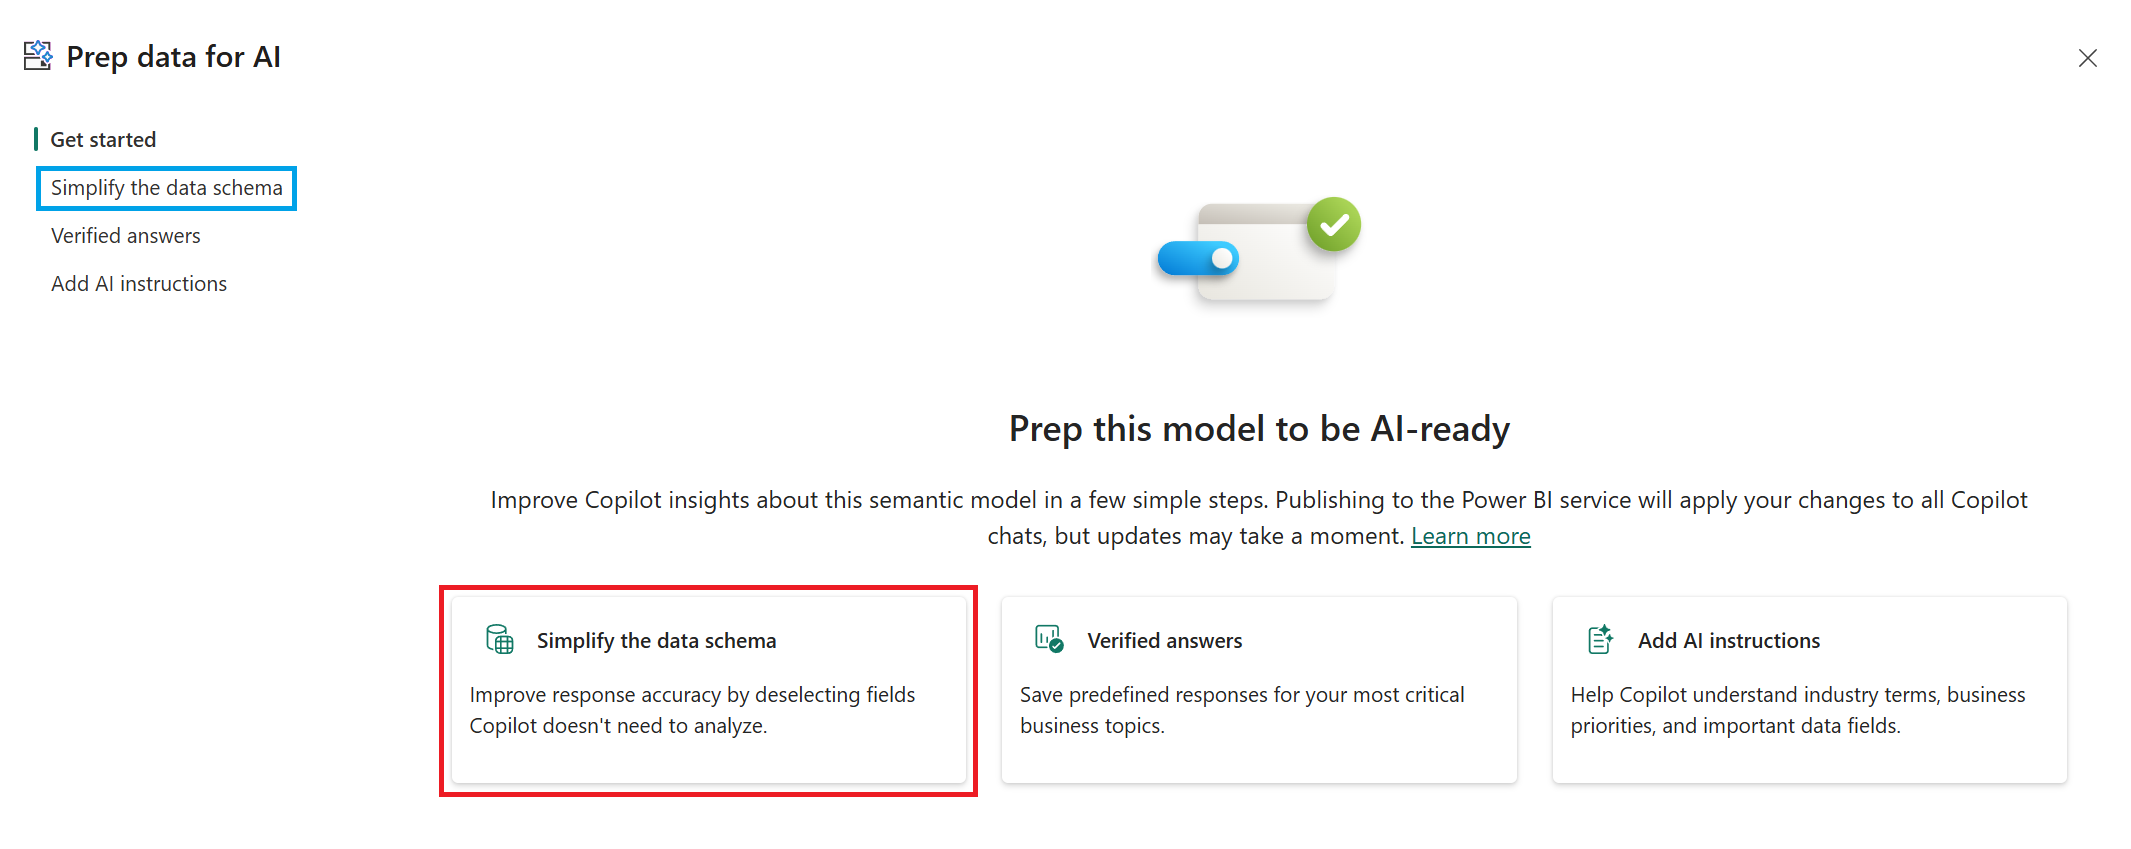 Prep data for AI
Get started
Simplify the data schema
Verified answers
Add AI instructions
Prep this model to be AI-ready
Improve Copilot insights about this semantic model in a few simple steps. Publishing to the Power BI service will apply your changes to all Copilot
chats, but updates may take a moment. Learn more
Simplify the data schema
Improve response accuracy by deselecting fields
Copilot doesn't need to analyze.
Verified answers
Save predefined responses for your most critical
business topics.
Add AI instructions
Help Copilot understand industry terms, business
priorities, and important data fields.